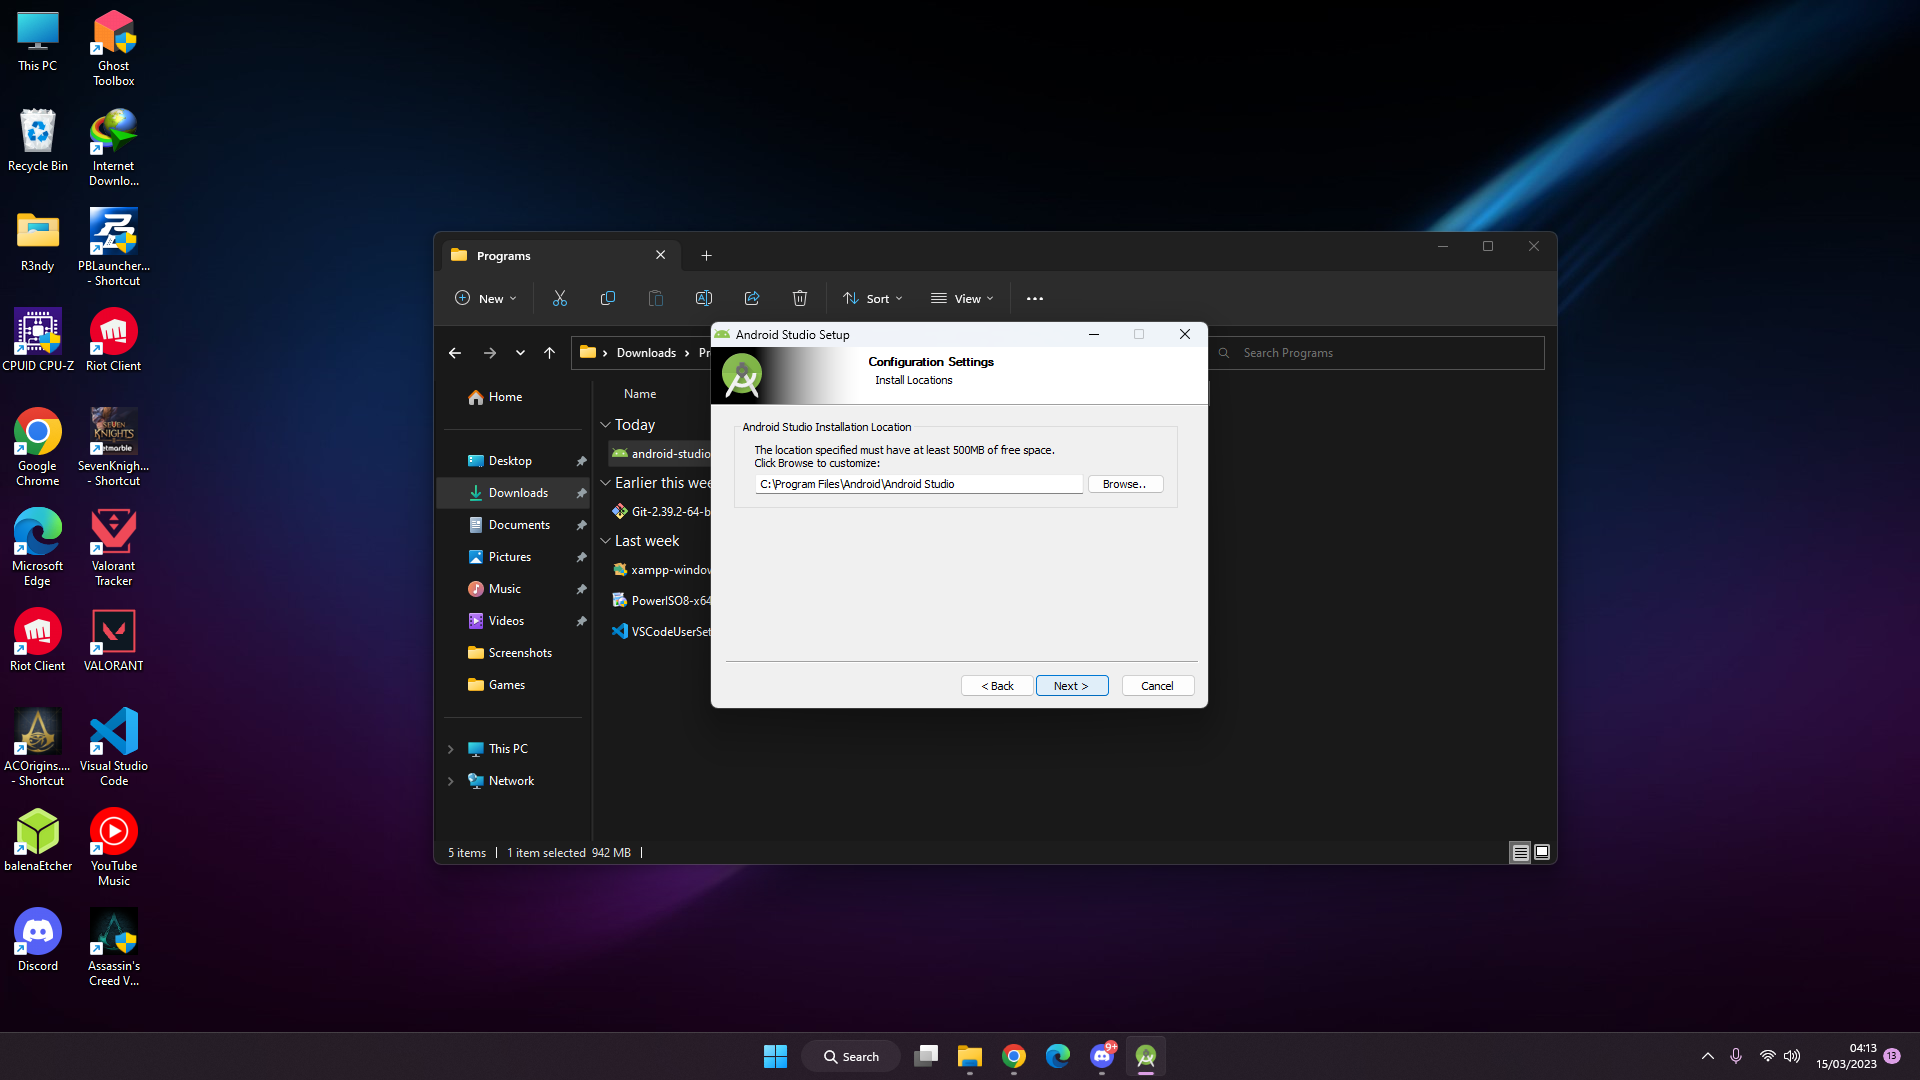 This PC
Ghost
Toolbox
Recycle Bin
Internet
Downlo...
R3ndy
PBLauncher...
- Shortcut
CPUID CPU-Z
Riot Client
Google
Chrome
SevenKnigh...
- Shortcut
Microsoft
Edge
Valorant
Tracker
Riot Client
VALORANT
ACOrigins....
- Shortcut
Visual Studio
Code
balenaEtcher
YouTube
Music
Discord
Assassin's
Creed V...
Programs
New
Sort
View
Downloads
Pr
Search Programs
Home
Desktop
Downloads
Documents
Pictures
Music
Videos
Screenshots
Games
This PC
Network
Name
Today
android-studio
Earlier this wee
Git-2.39.2-64-b
Last week
xampp-window
PowerISO8-x64
VSCodeUserSet
5 items
1 item selected 942 MB
Android Studio Setup
Configuration Settings
Install Locations
Android Studio Installation Location
The location specified must have at least 500MB of free space.
Click Browse to customize:
C:\Program Files\Android\Android Studio
Browse..
< Back
Next >
Cancel
Search
9+
04:13
15/03/2023
13